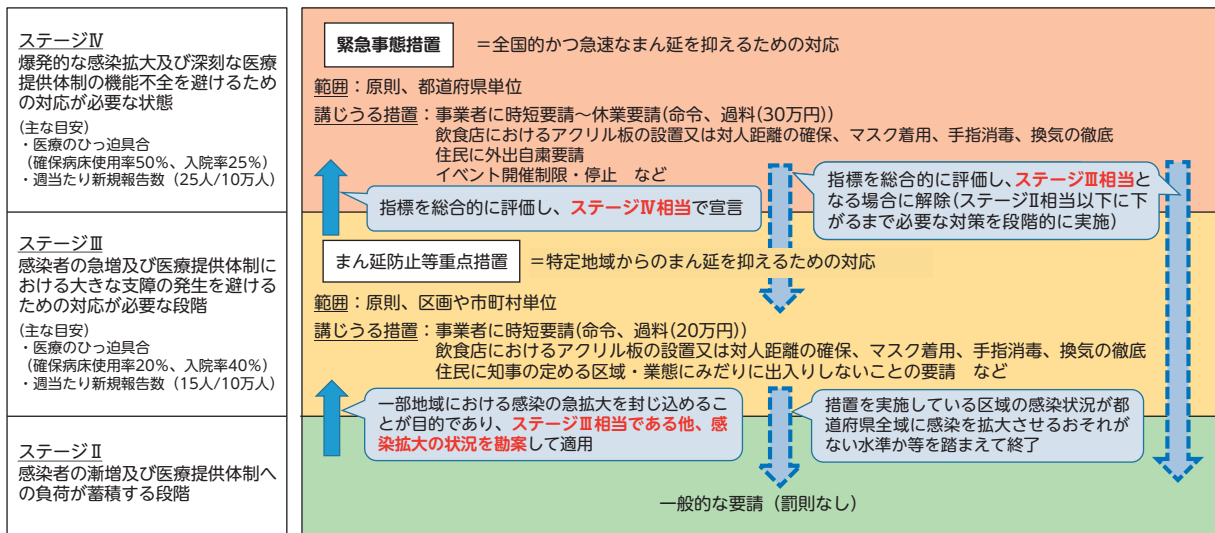 ステージⅣ
爆発的な感染拡大及び深刻な医療
提供体制の機能不全を避けるため
の対応が必要な状態
(主な目安)
・医療のひっ迫具合
（確保病床使用率50%、入院率25%）
・週当たり新規報告数（25人/10万人）
ステージⅢ
感染者の急増及び医療提供体制に
おける大きな支障の発生を避ける
ための対応が必要な段階
(主な目安)
・医療のひっ迫具合
（確保病床使用率20%、入院率40%）
・週当たり新規報告数（15人/10万人）
ステージⅡ
感染者の漸増及び医療提供体制へ
の負荷が蓄積する段階
緊急事態措置　＝全国的かつ急速なまん延を抑えるための対応
範囲：原則、都道府県単位
講じうる措置：事業者に時短要請～休業要請(命令、過料(30万円))
飲食店におけるアクリル板の設置又は対人距離の確保、マスク着用、手指消毒、換気の徹底
住民に外出自粛要請
イベント開催制限・停止　など
指標を総合的に評価し、ステージⅣ相当で宣言
指標を総合的に評価し、ステージⅢ相当と
なる場合に解除(ステージⅡ相当以下に下
がるまで必要な対策を段階的に実施）
まん延防止等重点措置　＝特定地域からのまん延を抑えるための対応
範囲：原則、区画や市町村単位
講じうる措置：事業者に時短要請(命令、過料(20万円))
飲食店におけるアクリル板の設置又は対人距離の確保、マスク着用、手指消毒、換気の徹底
住民に知事の定める区域・業態にみだりに出入りしないことの要請　など
一部地域における感染の急拡大を封じ込めるこ
とが目的であり、ステージⅢ相当である他、感
染拡大の状況を勘案して適用
措置を実施している区域の感染状況が都
道府県全域に感染を拡大させるおそれが
ない水準か等を踏まえて終了
一般的な要請（罰則なし）